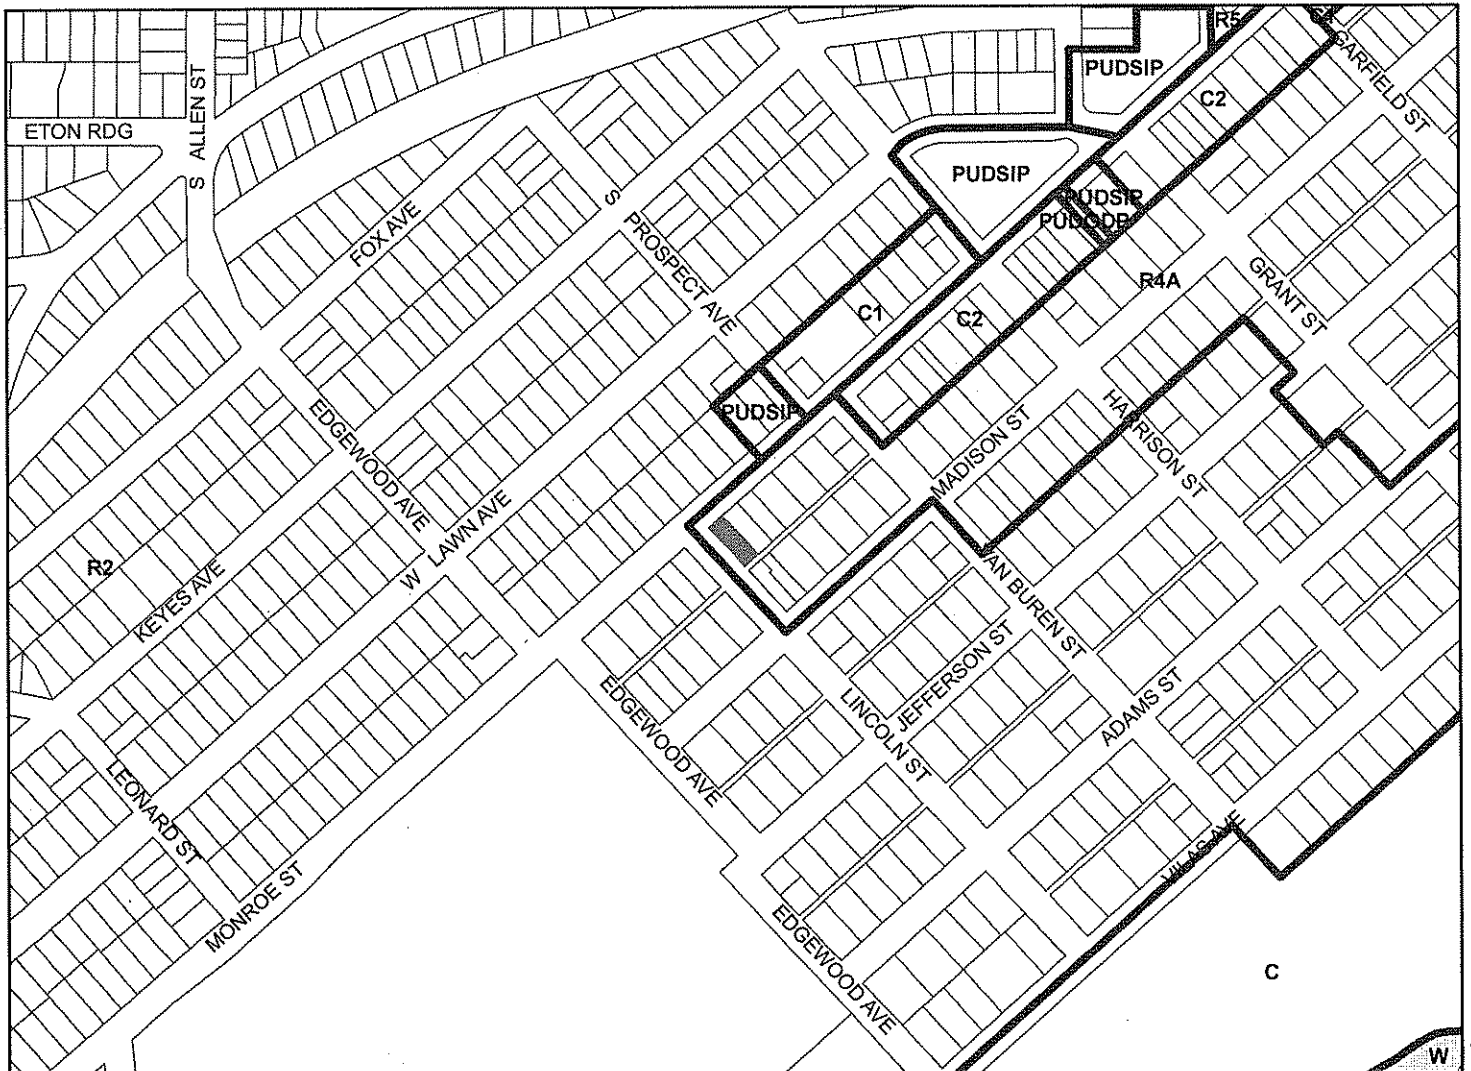 R5
GARFIELD ST
PUDSIP
C2
S ALLEN ST
ETON RDG
PUDSIP
PUDSIP
PUDODP
FOX AVE
S PROSPECT AVE
R4A
GRANT ST
C1
C2
PUDSIP
HARRISON ST
MADISON ST
EDGEWOOD AVE
W LAWN AVE
R2
KEYES AVE
VAN BUREN ST
JEFFERSON ST
EDGEWOOD AVE
LINCOLN ST
ADAMS ST
LEONARD ST
VILAS AVE
MONROE ST
EDGEWOOD AVE
C
W